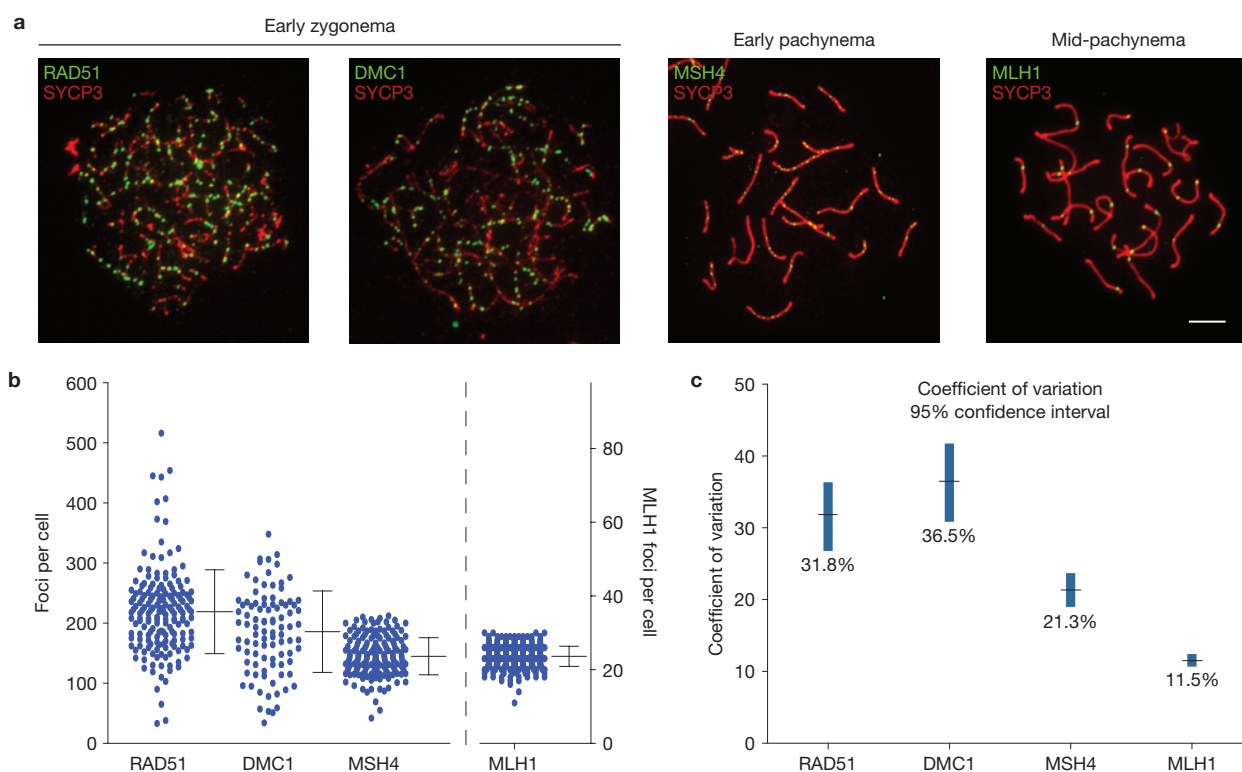 a
Early zygonema
Early pachynema
Mid-pachynema
RAD51
SYCP3
DMC1
SYCP3
MSH4
SYCP3
MLH1
SYCP3
b
600
500
400
300
200
100
0
Foci per cell
80
60
40
20
0
MLH1 foci per cell
RAD51
DMC1
MSH4
MLH1
c
Coefficient of variation
95% confidence interval
50
40
30
20
10
0
Coefficient of variation
31.8%
36.5%
21.3%
11.5%
RAD51
DMC1
MSH4
MLH1